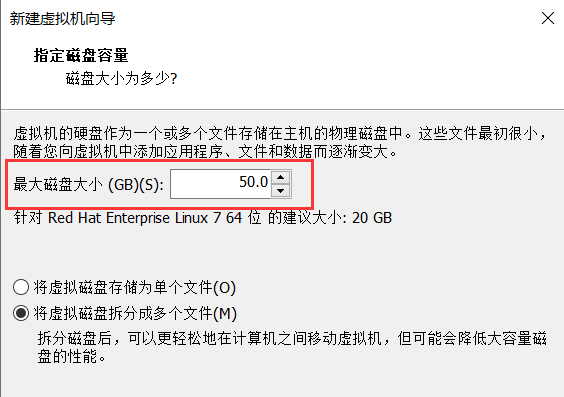 新建虚拟机向导
指定磁盘容量
磁盘大小为多少?
虚拟机的硬盘作为一个或多个文件存储在主机的物理磁盘中。这些文件最初很小，
随着您向虚拟机中添加应用程序、文件和数据而逐渐变大。
最大磁盘大小 (GB)(S): 50.0
针对 Red Hat Enterprise Linux 7 64 位 的建议大小: 20 GB
将虚拟磁盘存储为单个文件(O)
将虚拟磁盘拆分成多个文件(M)
拆分磁盘后，可以更轻松地在计算机之间移动虚拟机，但可能会降低大容量磁
盘的性能。